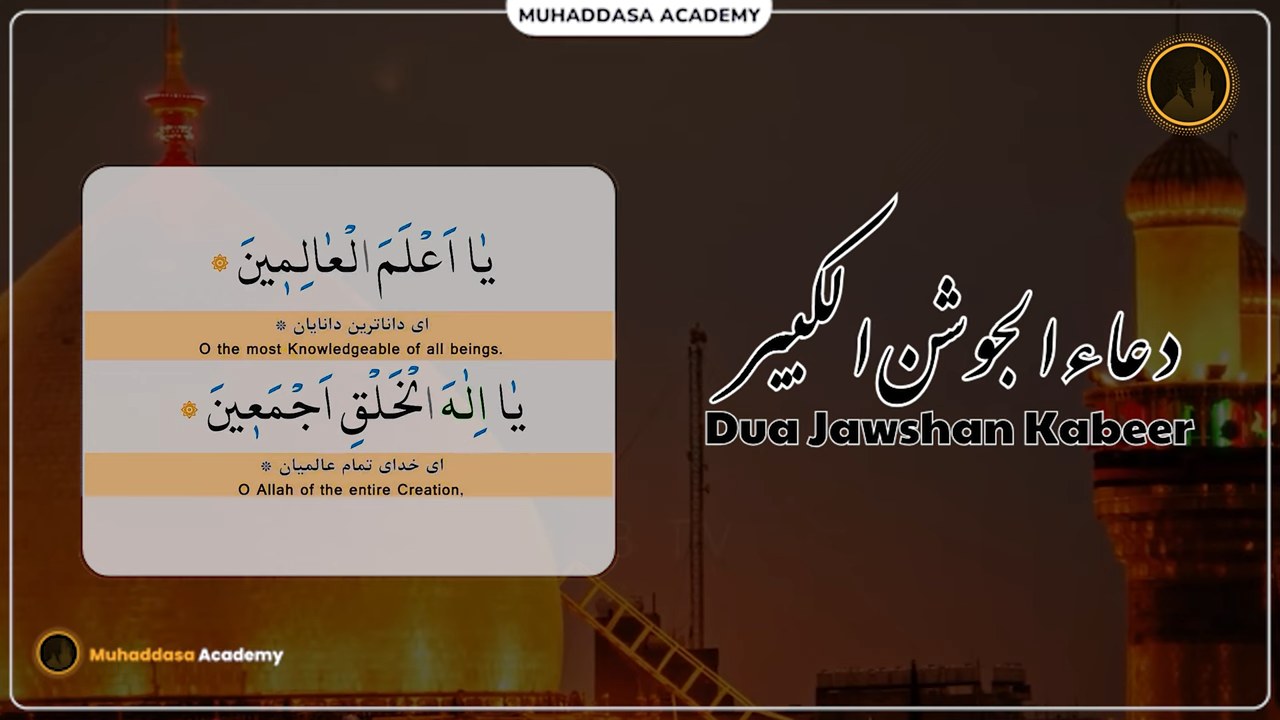 MUHADDASA ACADEMY
يَٰا اَعْلَمَ الْعٰالِمٖينَ ۞
ای داناترین دانایان ❊
O the most Knowledgeable of all beings.
يَٰا اِلٰهَ الْخَلْقِ اَجْمَعٖينَ ۞
ای خدای تمام عالمیان ❊
O Allah of the entire Creation,
دعاء الجوشن الكبير
Dua Jawshan Kabeer
Muhaddasa Academy